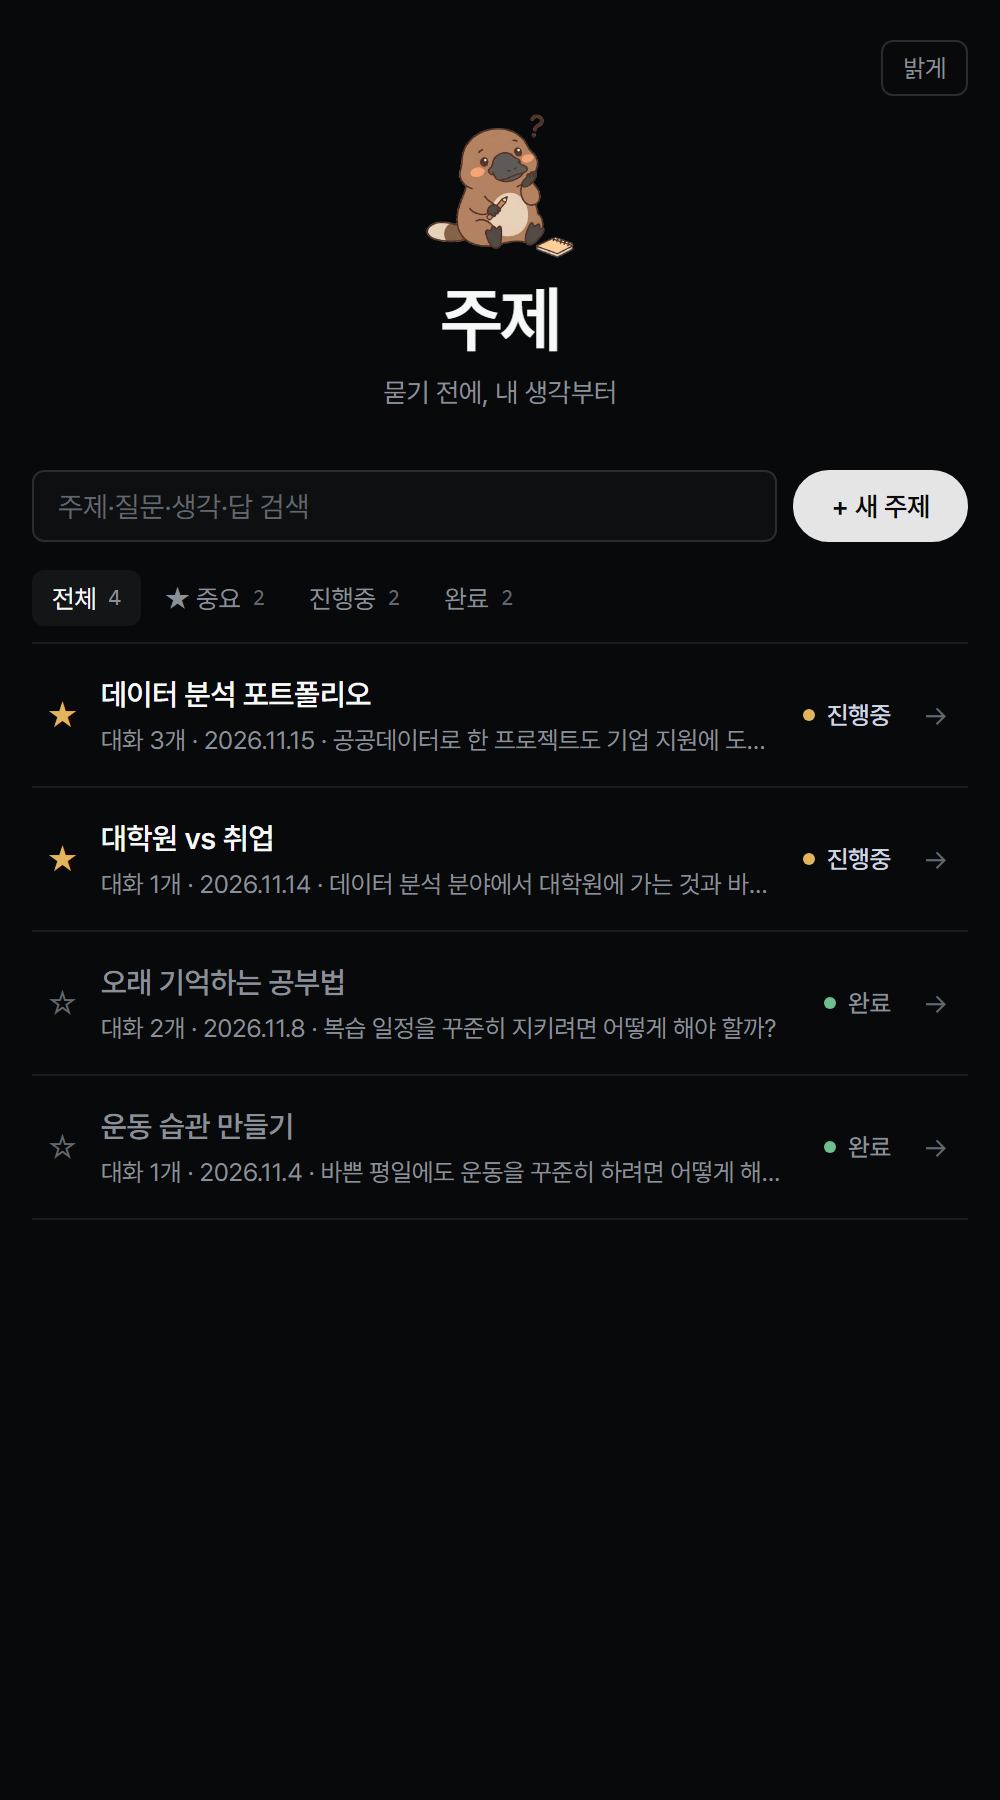 밝게
?
주제
묻기 전에, 내 생각부터
주제·질문·생각·답 검색
+ 새 주제
전체 4 ★ 중요 2 진행중 2 완료 2
★ 데이터 분석 포트폴리오
대화 3개 · 2026.11.15 · 공공데이터로 한 프로젝트도 기업 지원에 도...
진행중 →
★ 대학원 vs 취업
대화 1개 · 2026.11.14 · 데이터 분석 분야에서 대학원에 가는 것과 바...
진행중 →
☆ 오래 기억하는 공부법
대화 2개 · 2026.11.8 · 복습 일정을 꾸준히 지키려면 어떻게 해야 할까?
완료 →
☆ 운동 습관 만들기
대화 1개 · 2026.11.4 · 바쁜 평일에도 운동을 꾸준히 하려면 어떻게 해...
완료 →